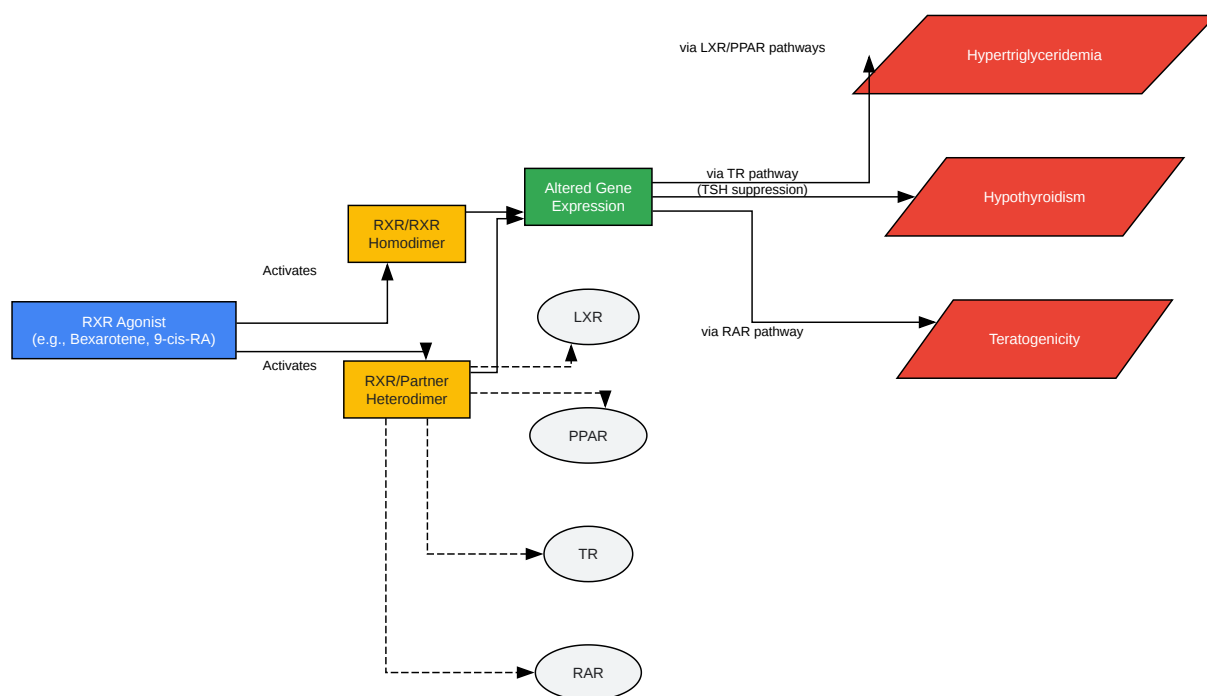 via LXR/PPAR pathways
Hypertriglyceridemia
Altered Gene
Expression
via TR pathway
(TSH suppression)
Hypothyroidism
RXR/RXR
Homodimer
Activates
RXR Agonist
(e.g., Bexarotene, 9-cis-RA)
LXR
via RAR pathway
Teratogenicity
Activates
RXR/Partner
Heterodimer
PPAR
TR
RAR